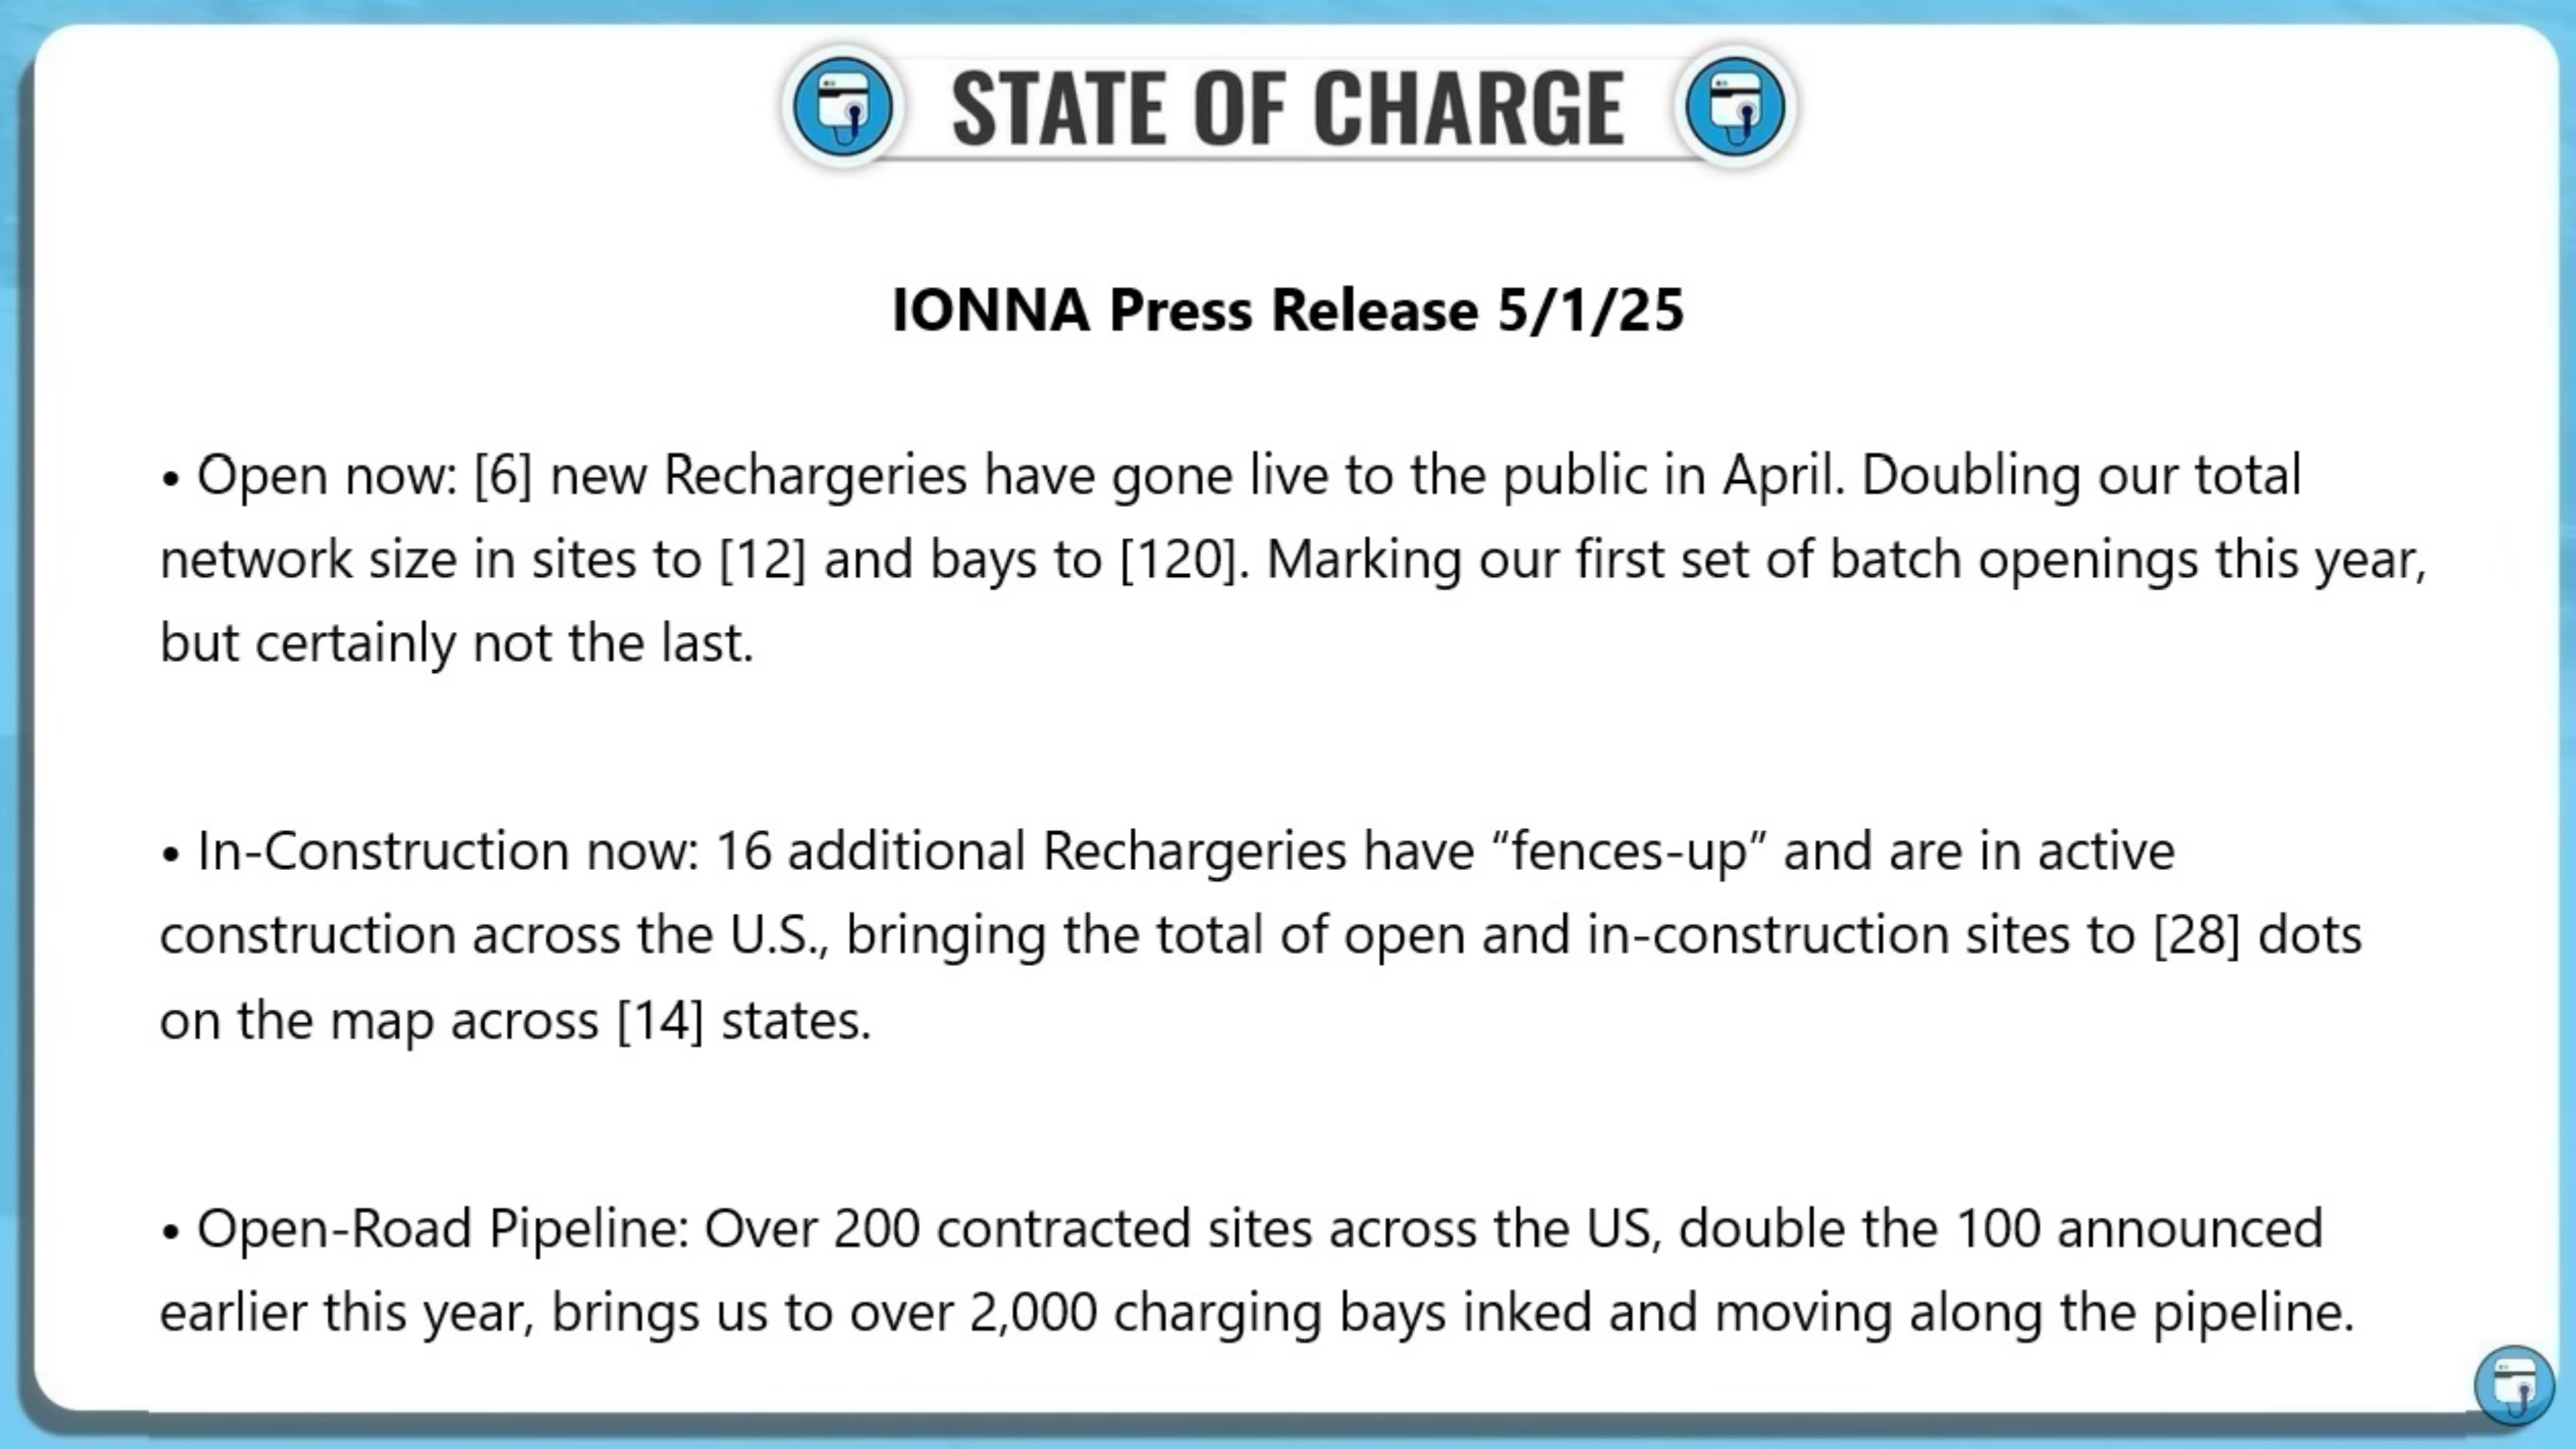 STATE OF CHARGE
IONNA Press Release 5/1/25
• Open now: [6] new Rechargeries have gone live to the public in April. Doubling our total
network size in sites to [12] and bays to [120]. Marking our first set of batch openings this year,
but certainly not the last.
• In-Construction now: 16 additional Rechargeries have “fences-up” and are in active
construction across the U.S., bringing the total of open and in-construction sites to [28] dots
on the map across [14] states.
• Open-Road Pipeline: Over 200 contracted sites across the US, double the 100 announced
earlier this year, brings us to over 2,000 charging bays inked and moving along the pipeline.